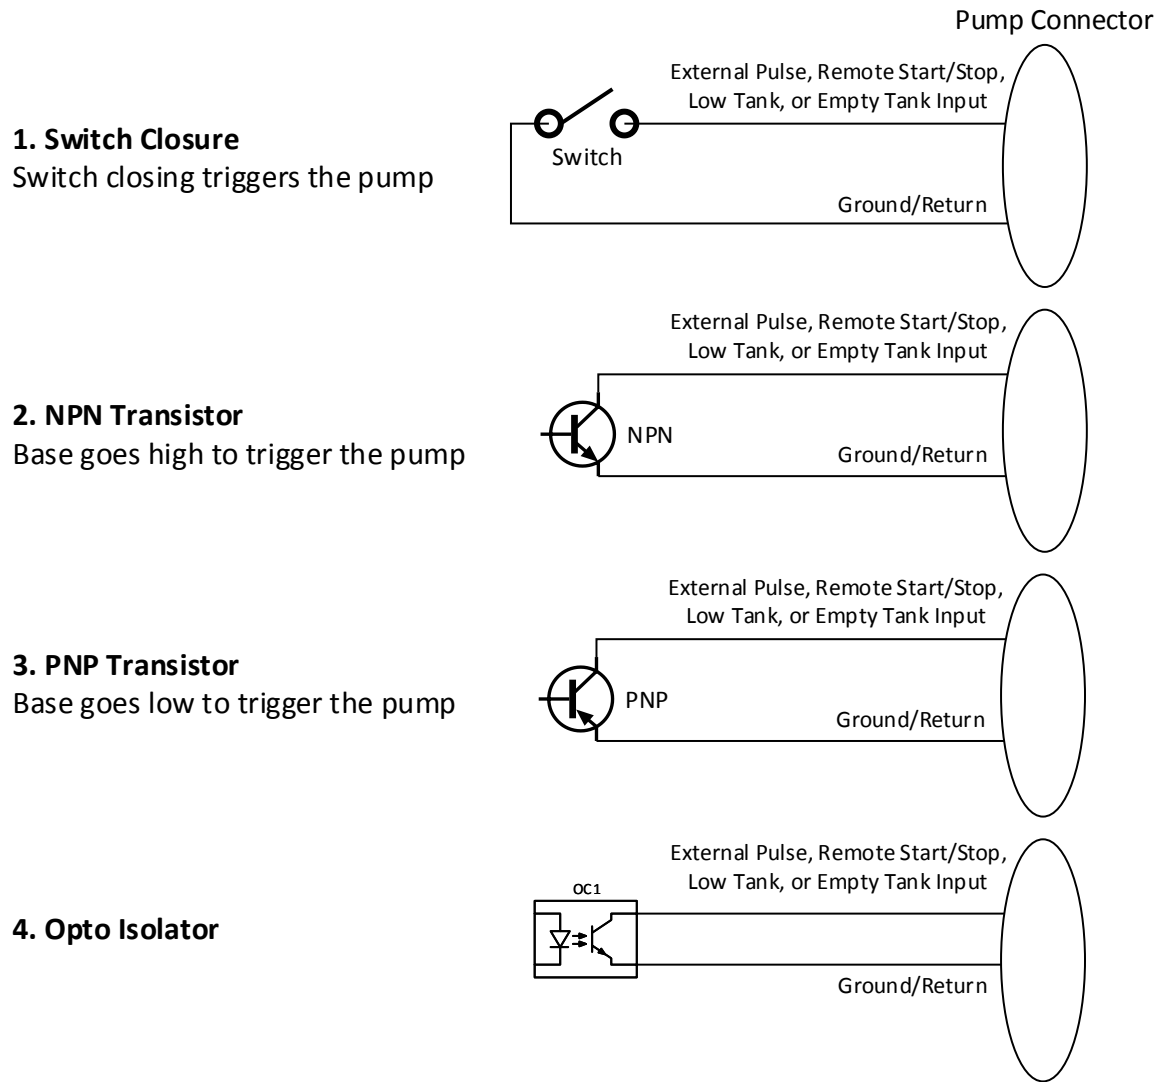 Pump Connector
External Pulse, Remote Start/Stop,
Low Tank, or Empty Tank Input
1. Switch Closure
Switch closing triggers the pump
Switch
Ground/Return
External Pulse, Remote Start/Stop,
Low Tank, or Empty Tank Input
2. NPN Transistor
Base goes high to trigger the pump
NPN
Ground/Return
External Pulse, Remote Start/Stop,
Low Tank, or Empty Tank Input
3. PNP Transistor
Base goes low to trigger the pump
PNP
Ground/Return
External Pulse, Remote Start/Stop,
Low Tank, or Empty Tank Input
OC1
4. Opto Isolator
Ground/Return